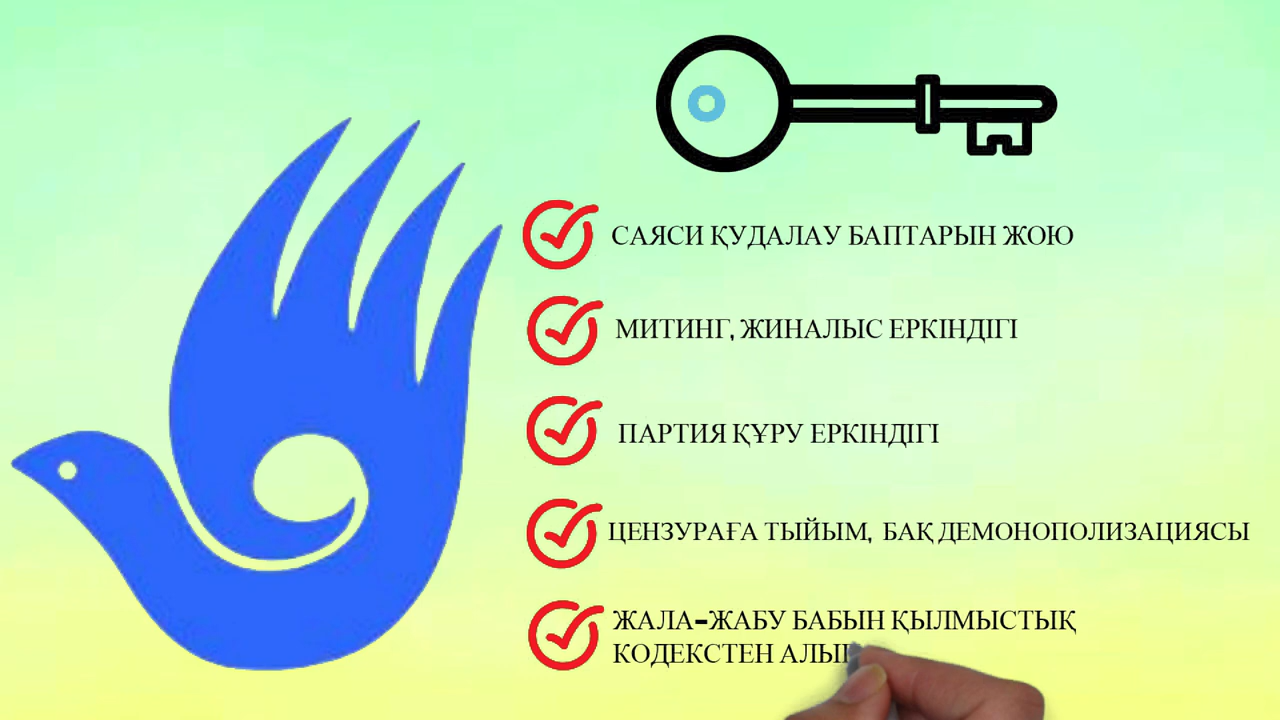 САЯСИ ҚУДАЛАУ БАПТАРЫН ЖОЮ
МИТИНГ, ЖИНАЛЫС ЕРКІНДІГІ
ПАРТИЯ ҚҰРУ ЕРКІНДІГІ
ЦЕНЗУРАҒА ТЫЙЫМ, БАҚ ДЕМОНОПОЛИЗАЦИЯСЫ
ЖАЛА-ЖАБУ БАБЫН ҚЫЛМЫСТЫҚ
КОДЕКСТЕН